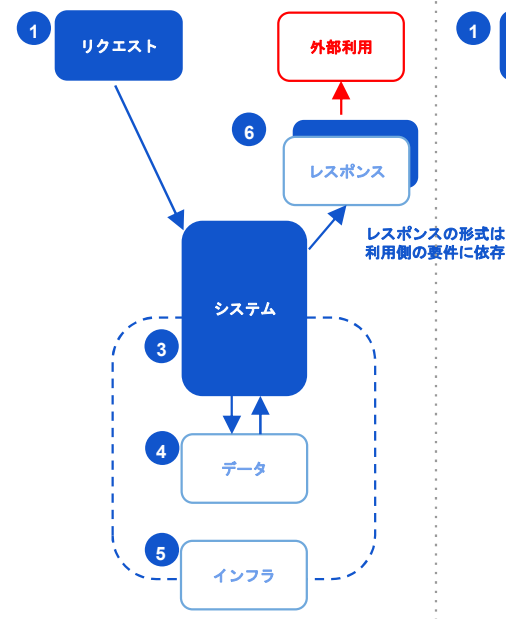 1
リクエスト
外部利用
1
6
レスポンス
レスポンスの形式は
利用側の要件に依存
システム
3
4
データ
5
インフラ